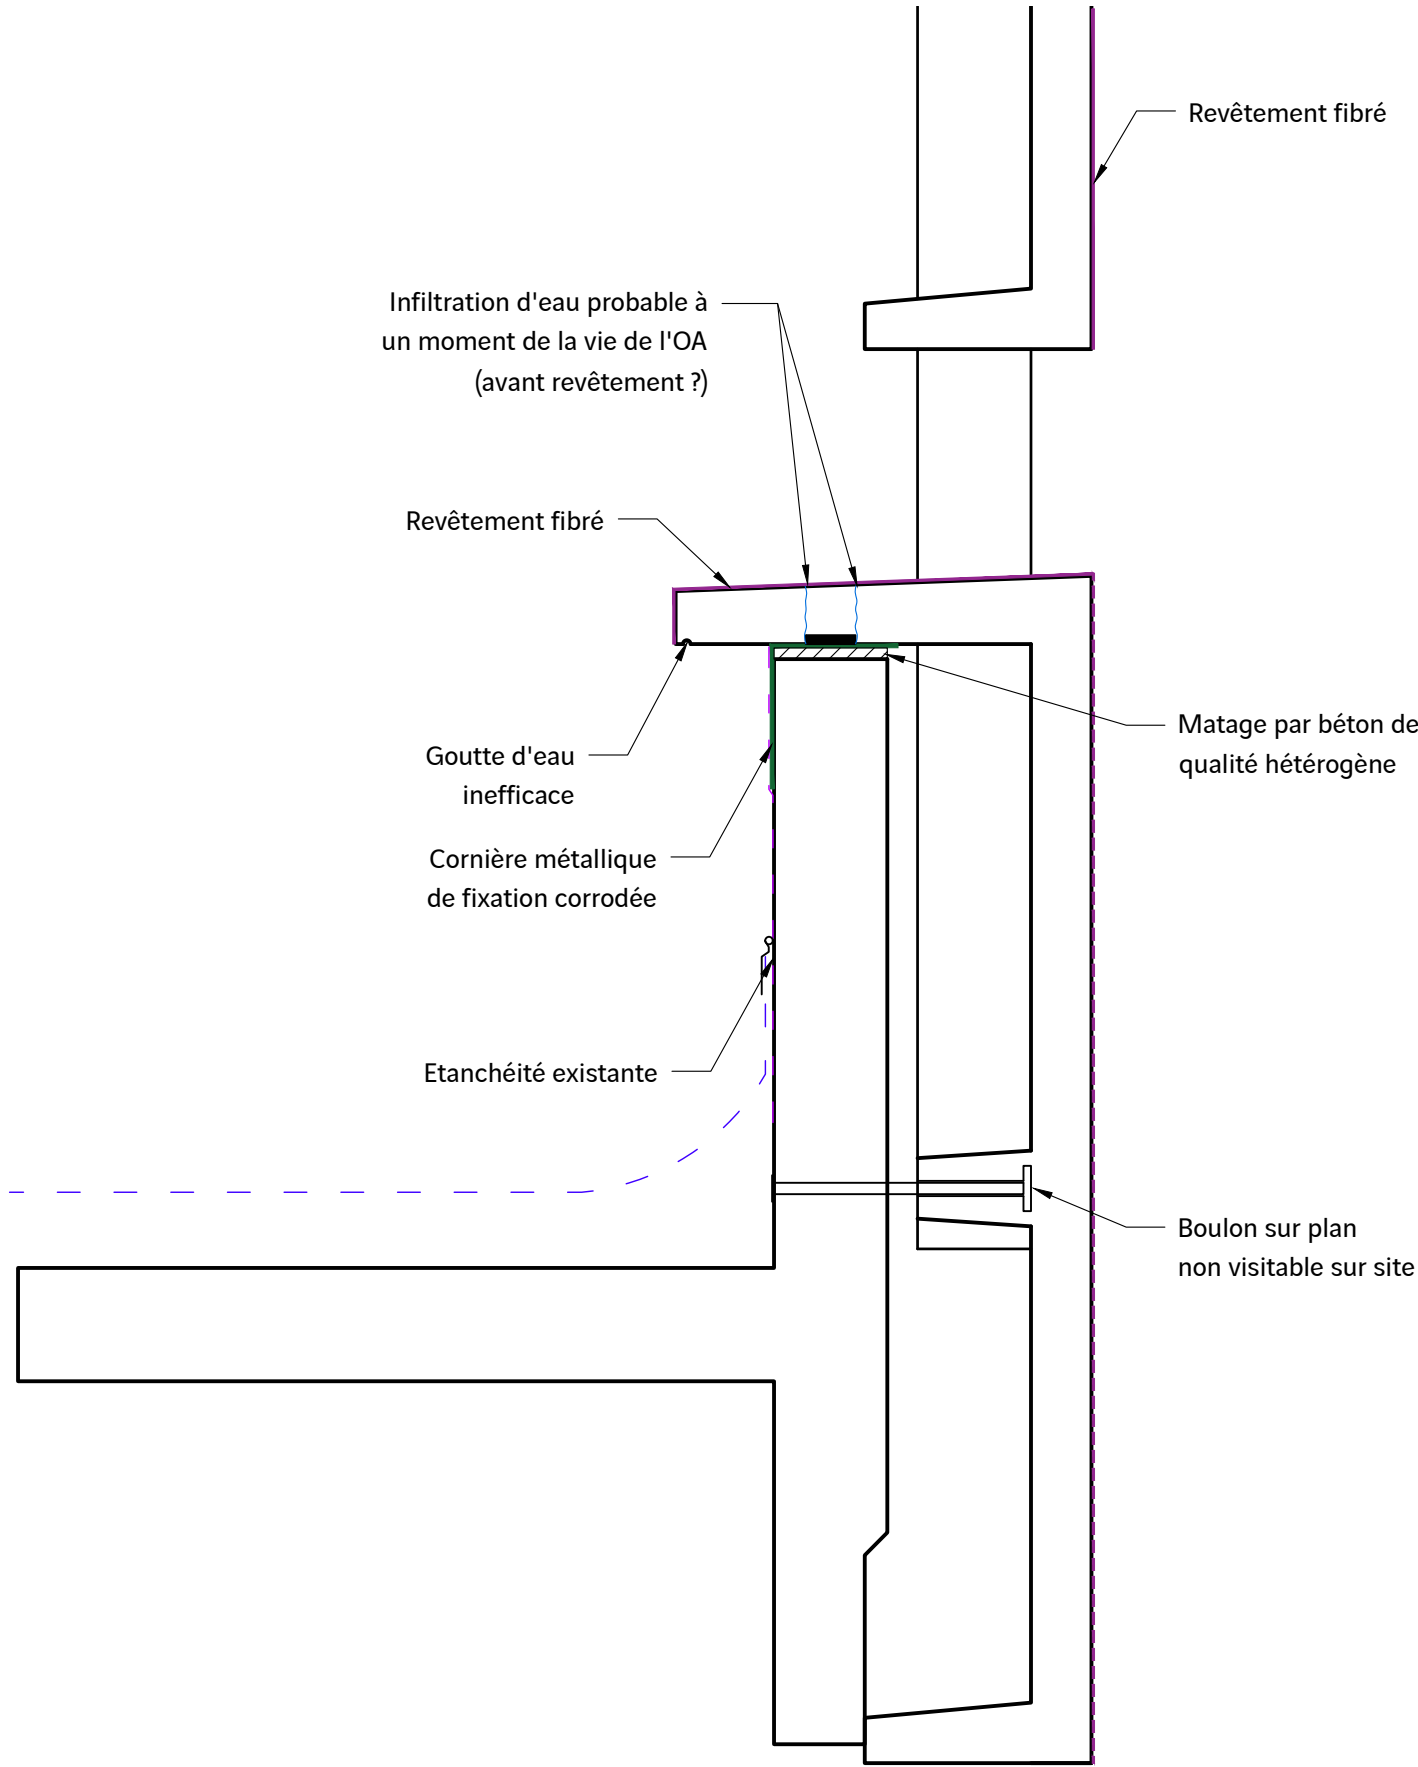 Revêtement fibré
Infiltration d'eau probable à
un moment de la vie de l'OA
(avant revêtement ?)
Revêtement fibré
Matage par béton de
qualité hétérogène
Goutte d'eau
inefficace
Cornière métallique
de fixation corrodée
Etanchéité existante
Boulon sur plan
non visitable sur site